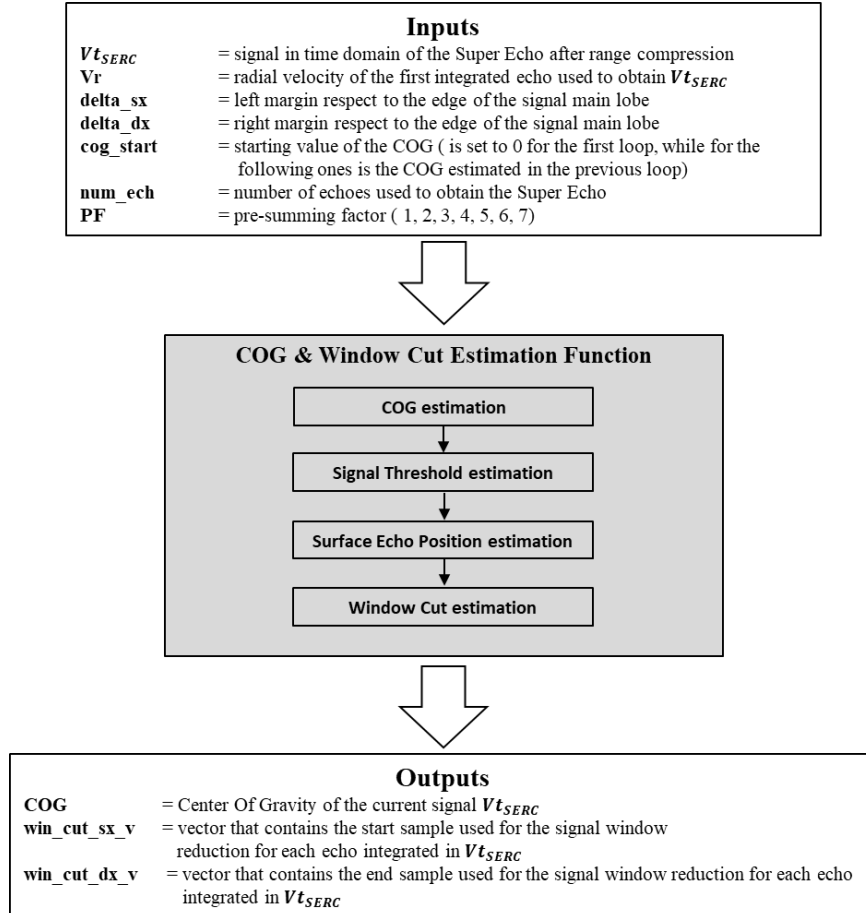 Inputs
Vt_SERC = signal in time domain of the Super Echo after range compression
Vr = radial velocity of the first integrated echo used to obtain Vt_SERC
delta_sx = left margin respect to the edge of the signal main lobe
delta_dx = right margin respect to the edge of the signal main lobe
cog_start = starting value of the COG ( is set to 0 for the first loop, while for the
following ones is the COG estimated in the previous loop)
num_ech = number of echoes used to obtain the Super Echo
PF = pre-summing factor ( 1, 2, 3, 4, 5, 6, 7)
COG & Window Cut Estimation Function
COG estimation
Signal Threshold estimation
Surface Echo Position estimation
Window Cut estimation
Outputs
COG = Center Of Gravity of the current signal Vt_SERC
win_cut_sx_v = vector that contains the start sample used for the signal window
reduction for each echo integrated in Vt_SERC
win_cut_dx_v = vector that contains the end sample used for the signal window reduction for each echo
integrated in Vt_SERC